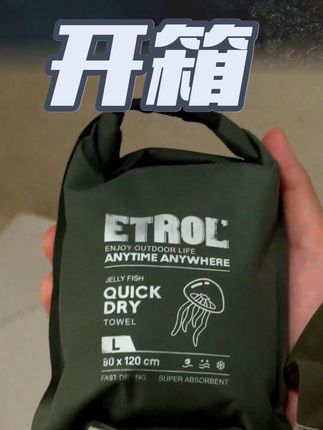 开箱
ETROL
ENJOY OUTDOOR LIFE
ANYTIME ANYWHERE
JELLY FISH
QUICK
DRY
TOWEL
L
80 x 120 cm
FAST DRYING
SUPER ABSORBENT